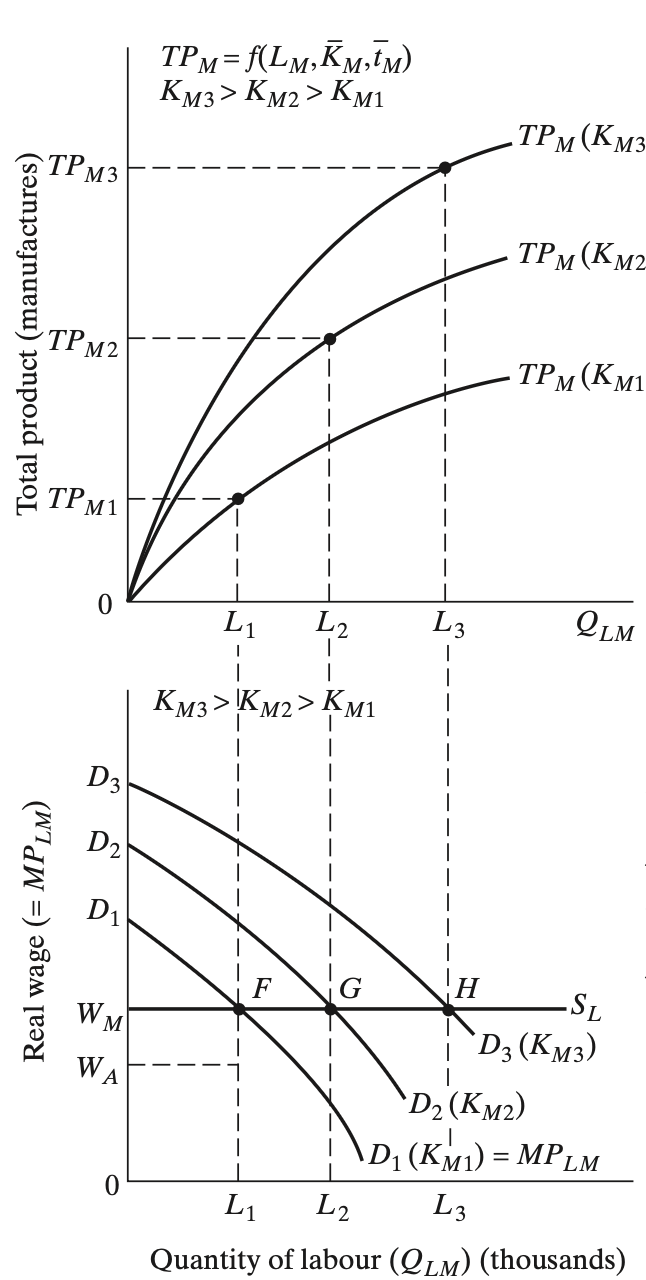 TP_M = f(L_M, K̄_M, t̄_M)
K_M3 > K_M2 > K_M1
Total product (manufactures)
TP_M3
TP_M2
TP_M1
0
TP_M (K_M3
TP_M (K_M2
TP_M (K_M1
L_1 L_2 L_3 Q_LM
K_M3 > K_M2 > K_M1
Real wage (= MP_LM)
D_3
D_2
D_1
F G H
W_M
S_L
D_3 (K_M3)
W_A
D_2 (K_M2)
D_1 (K_M1) = MP_LM
0
L_1 L_2 L_3
Quantity of labour (Q_LM) (thousands)